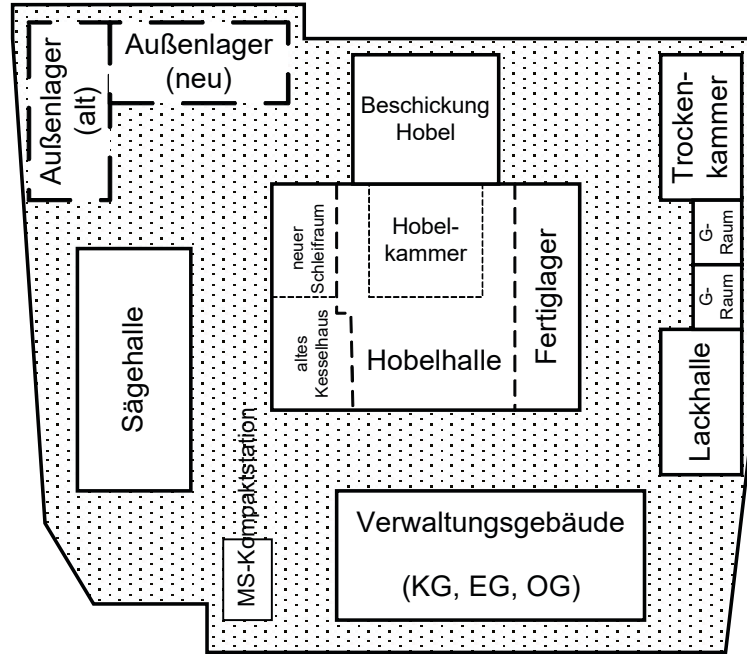 Außenlager
(alt)
Außenlager
(neu)
Beschickung
Hobel
Trocken-
kammer
G-
Raum
G-
Raum
Lackhalle
neuer
Schleifraum
Hobel-
kammer
Fertiglager
altes
Kesselhaus
Hobelhalle
Sägehalle
MS-Kompaktstation
Verwaltungsgebäude
(KG, EG, OG)